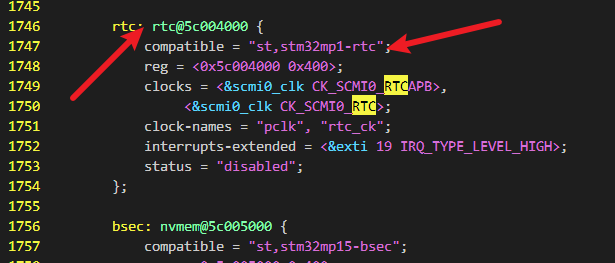 1745
1746 rtc: rtc@5c004000 {
1747 compatible = "st,stm32mp1-rtc";
1748 reg = <0x5c004000 0x400>;
1749 clocks = <&scmi0_clk CK_SCMI0_RTCAPB>,
1750 <&scmi0_clk CK_SCMI0_RTC>;
1751 clock-names = "pclk", "rtc_ck";
1752 interrupts-extended = <&exti 19 IRQ_TYPE_LEVEL_HIGH>;
1753 status = "disabled";
1754 };
1755
1756 bsec: nvmem@5c005000 {
1757 compatible = "st,stm32mp15-bsec";